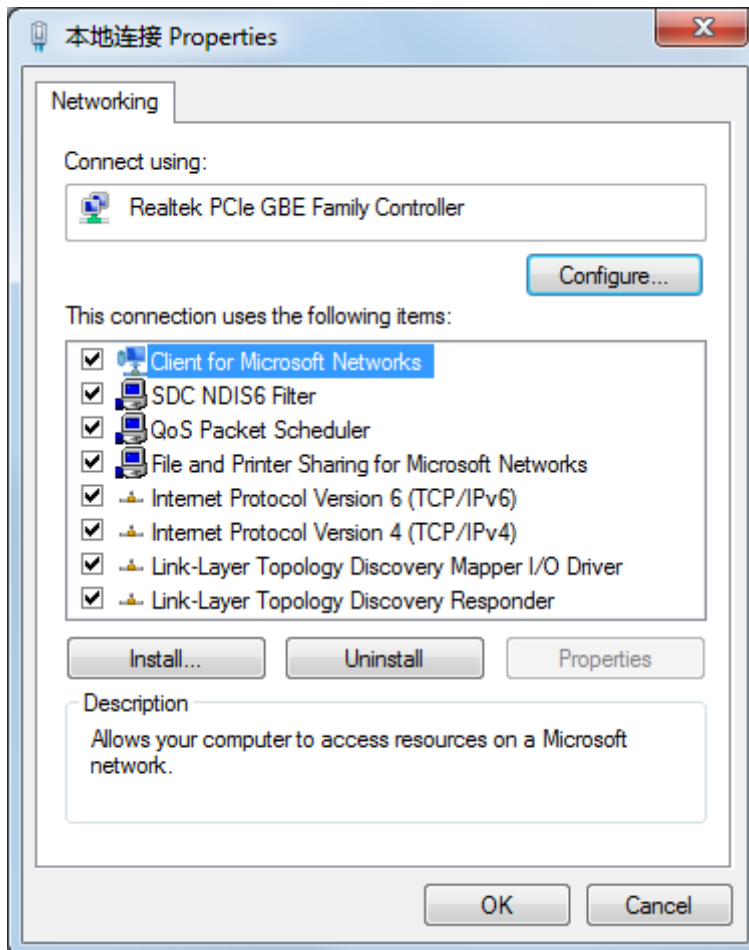 本地连接 Properties
Networking
Connect using:
Realtek PCIe GBE Family Controller
Configure...
This connection uses the following items:
Client for Microsoft Networks
SDC NDIS6 Filter
QoS Packet Scheduler
File and Printer Sharing for Microsoft Networks
Internet Protocol Version 6 (TCP/IPv6)
Internet Protocol Version 4 (TCP/IPv4)
Link-Layer Topology Discovery Mapper I/O Driver
Link-Layer Topology Discovery Responder
Install... Uninstall Properties
Description
Allows your computer to access resources on a Microsoft
network.
OK Cancel